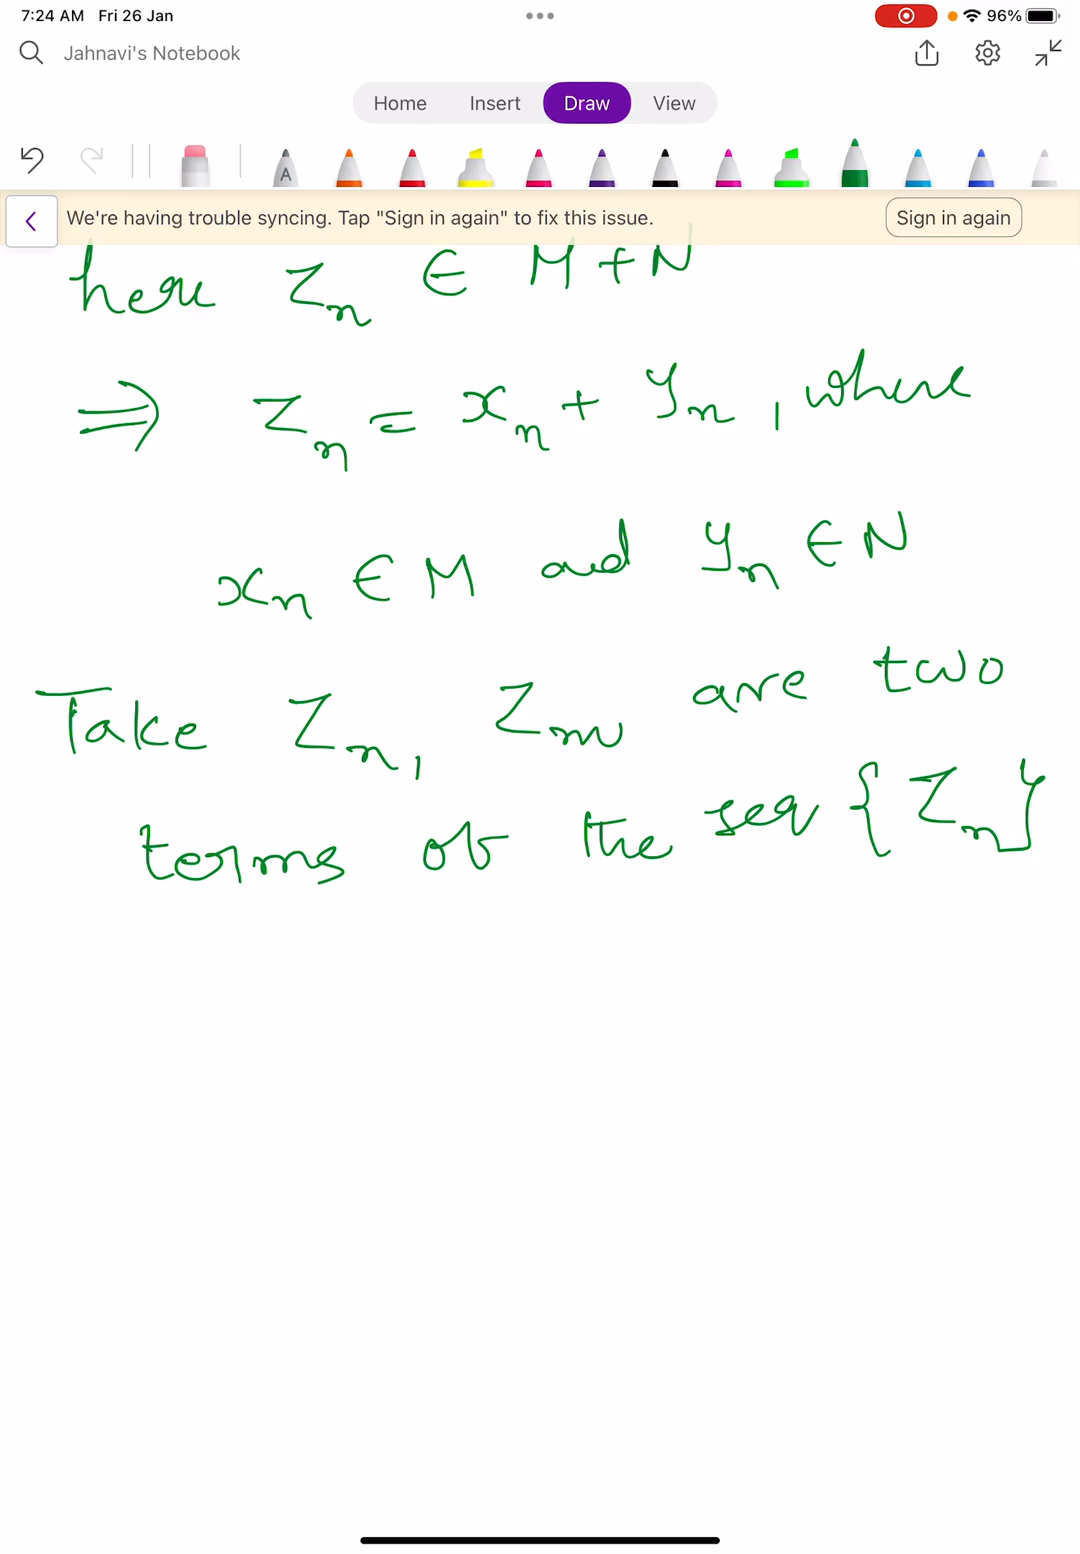 7:24 AM Fri 26 Jan 96%
Jahnavi's Notebook
Home Insert Draw View
A
We're having trouble syncing. Tap "Sign in again" to fix this issue. Sign in again
here Zₙ ∈ M + N
⇒ Zₙ = xₙ + yₙ , where
xₙ ∈ M and yₙ ∈ N
Take Zₙ, Zₘ are two
terms of the seq {Zₙ}